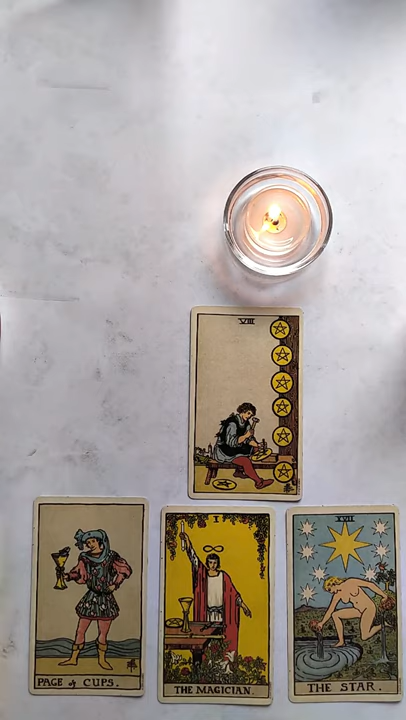 VIII
PAGE of CUPS.
I
THE MAGICIAN.
XVII
THE STAR.